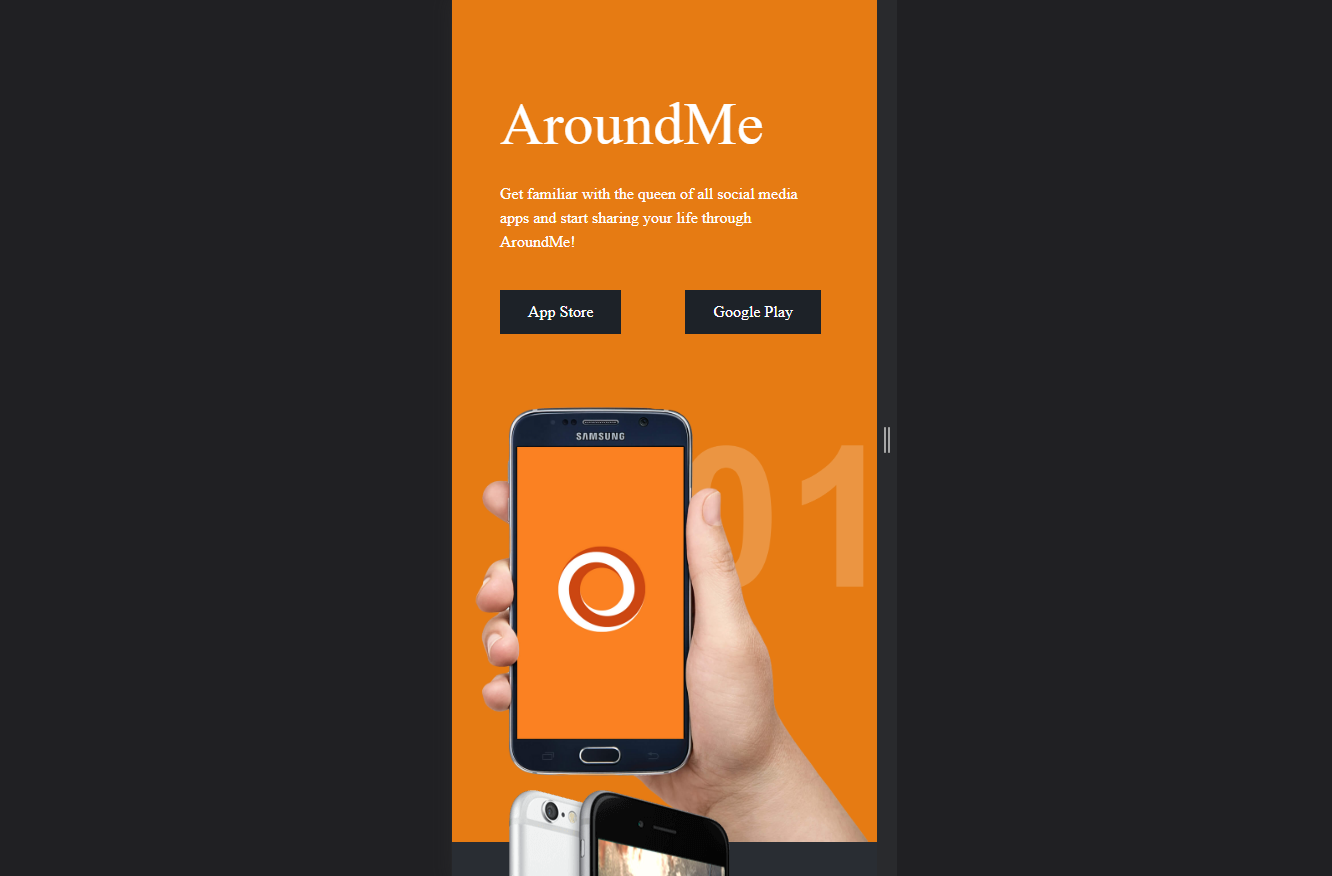 AroundMe
Get familiar with the queen of all social media
apps and start sharing your life through
AroundMe!
App Store
Google Play
SAMSUNG
01